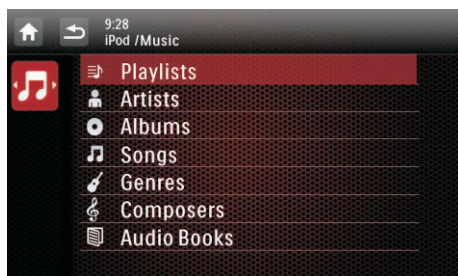 9:28
iPod /Music
Playlists
Artists
Albums
Songs
Genres
Composers
Audio Books